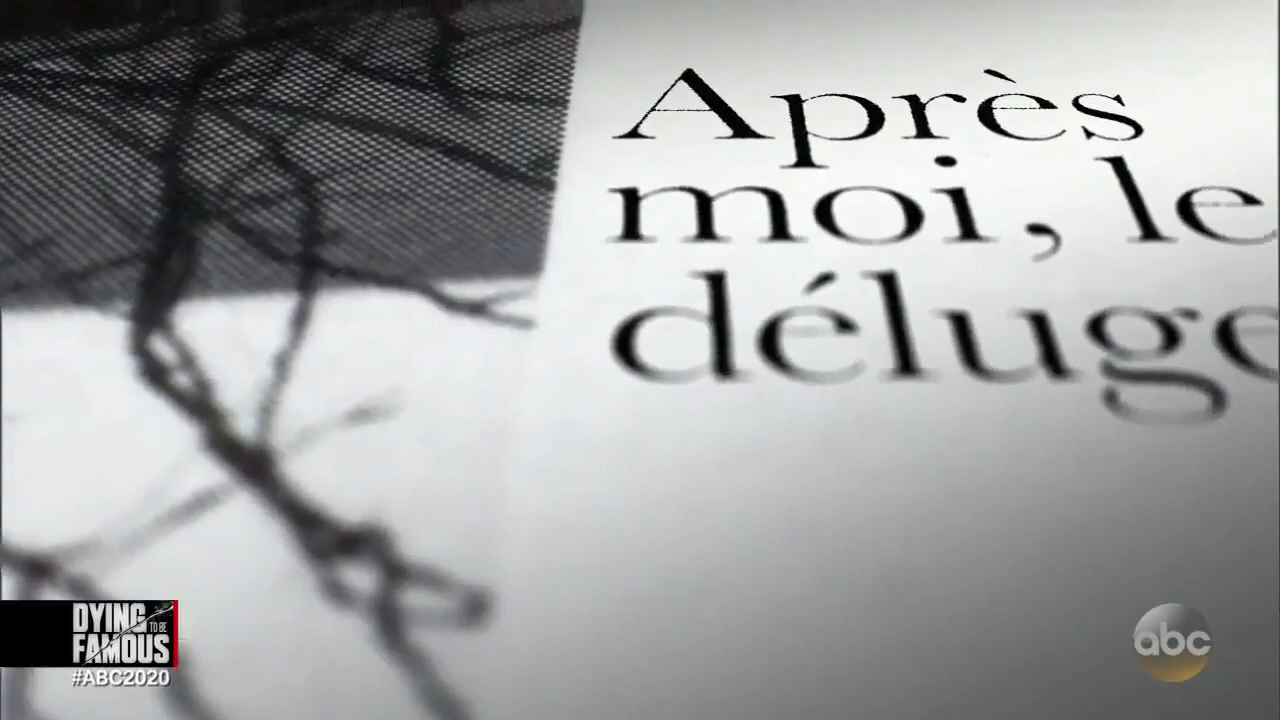 Après
moi, le
déluge
DYING
TO BE
FAMOUS
#ABC2020
abc